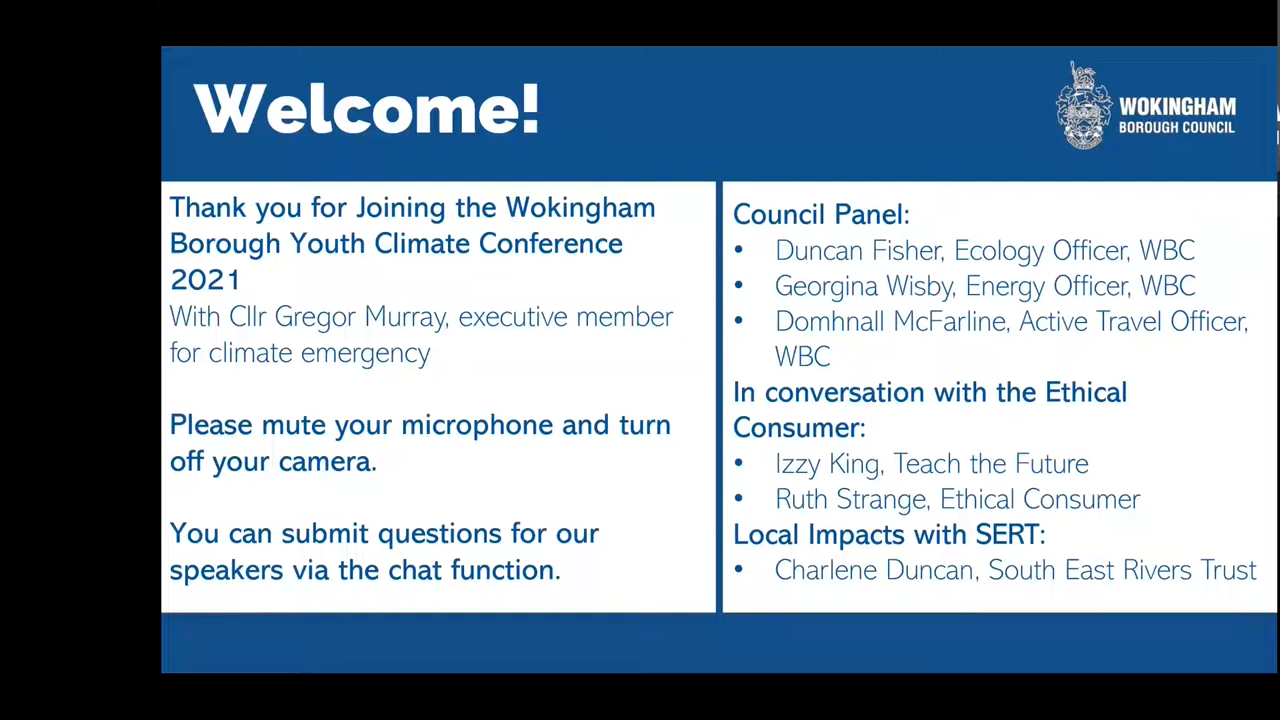 Welcome!
WOKINGHAM
BOROUGH COUNCIL
Thank you for Joining the Wokingham
Borough Youth Climate Conference
2021
With Cllr Gregor Murray, executive member
for climate emergency
Please mute your microphone and turn
off your camera.
You can submit questions for our
speakers via the chat function.
Council Panel:
• Duncan Fisher, Ecology Officer, WBC
• Georgina Wisby, Energy Officer, WBC
• Domhnall McFarline, Active Travel Officer,
WBC
In conversation with the Ethical
Consumer:
• Izzy King, Teach the Future
• Ruth Strange, Ethical Consumer
Local Impacts with SERT:
• Charlene Duncan, South East Rivers Trust